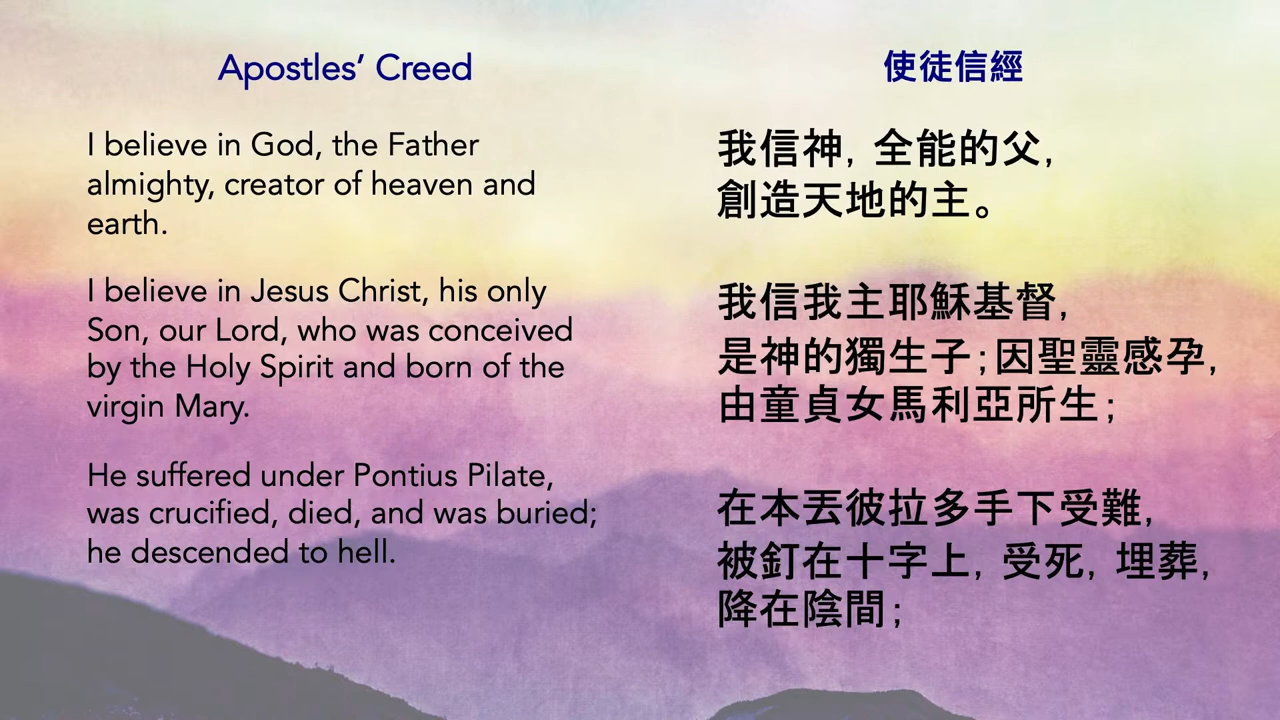 Apostles’ Creed
I believe in God, the Father
almighty, creator of heaven and
earth.
I believe in Jesus Christ, his only
Son, our Lord, who was conceived
by the Holy Spirit and born of the
virgin Mary.
He suffered under Pontius Pilate,
was crucified, died, and was buried;
he descended to hell.
使徒信經
我信神，全能的父，
創造天地的主。
我信我主耶穌基督，
是神的獨生子；因聖靈感孕，
由童貞女馬利亞所生；
在本丟彼拉多手下受難，
被釘在十字上，受死，埋葬，
降在陰間；